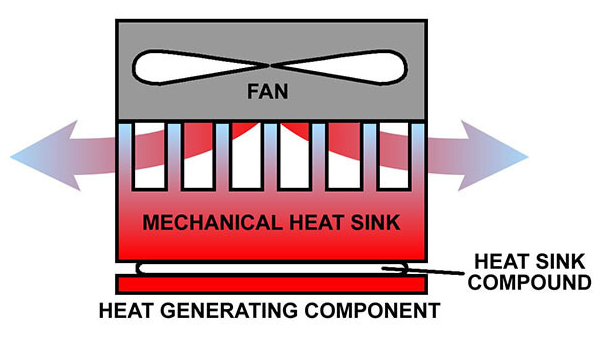 FAN
MECHANICAL HEAT SINK
HEAT SINK
COMPOUND
HEAT GENERATING COMPONENT